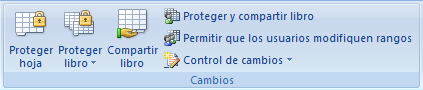 Proteger
hoja
Proteger
libro
Compartir
libro
Proteger y compartir libro
Permitir que los usuarios modifiquen rangos
Control de cambios
Cambios